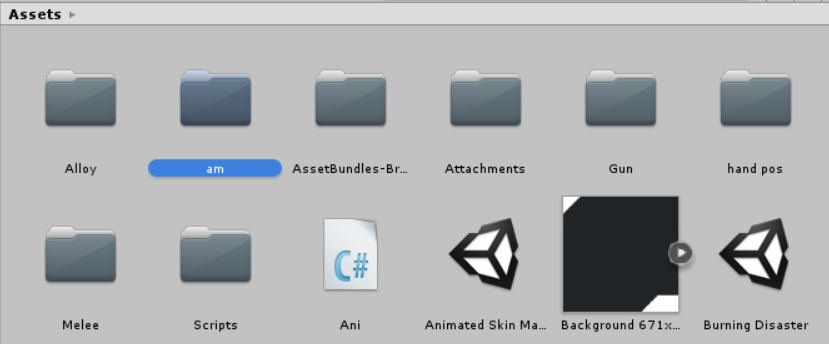 Assets
Alloy am AssetBundles-Br... Attachments Gun hand pos
C#
Melee Scripts Ani Animated Skin Ma... Background 671x... Burning Disaster